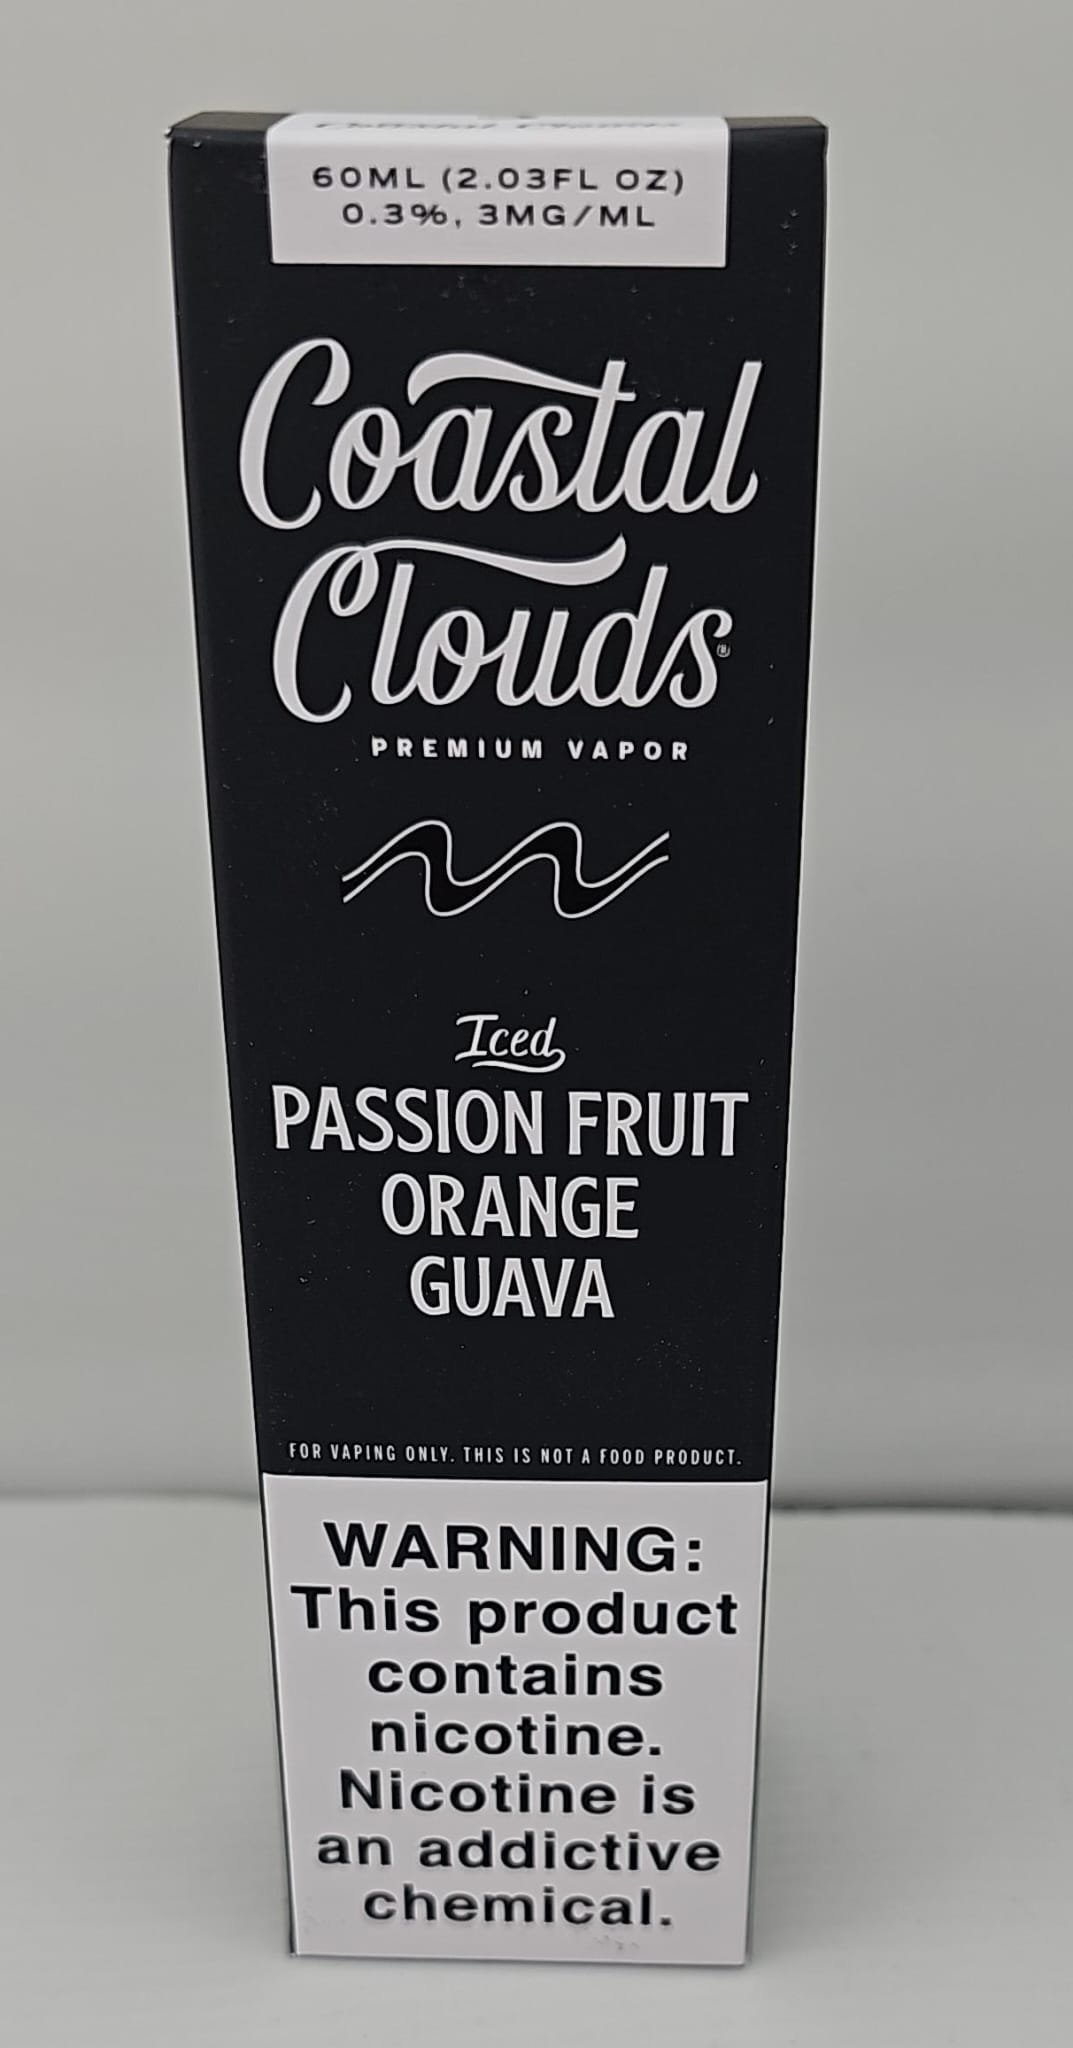 60ML (2.03FL OZ)
0.3%, 3MG/ML
Coastal
Clouds®
PREMIUM VAPOR
Iced
PASSION FRUIT
ORANGE
GUAVA
FOR VAPING ONLY. THIS IS NOT A FOOD PRODUCT.
WARNING:
This product
contains
nicotine.
Nicotine is
an addictive
chemical.